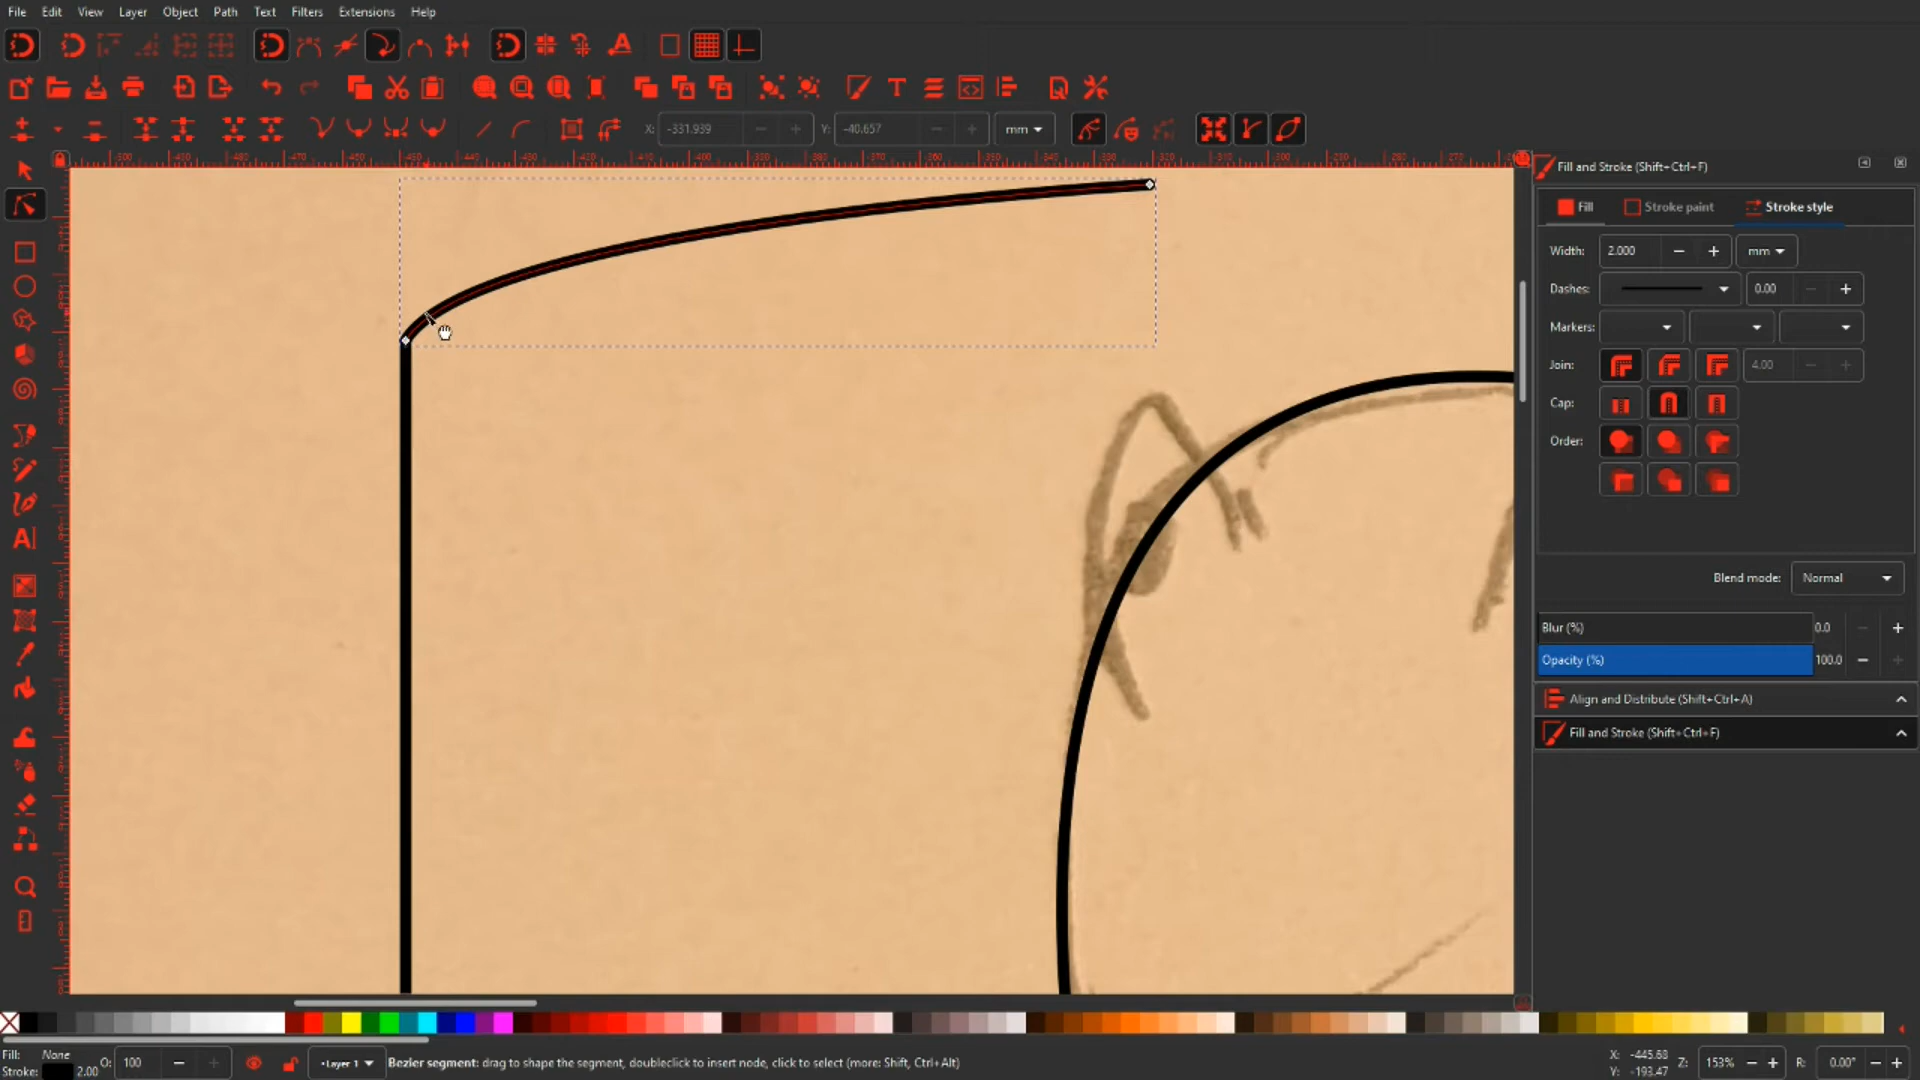 File Edit View Layer Object Path Text Filters Extensions Help
X: -331.939 Y: -40.657 mm
Fill and Stroke (Shift+Ctrl+F)
Fill Stroke paint Stroke style
Width: 2.000 mm
Dashes: 0.00
Markers:
Join: 4.00
Cap:
Order:
Blend mode: Normal
Blur (%) 0.0
Opacity (%) 100.0
Align and Distribute (Shift+Ctrl+A)
Fill and Stroke (Shift+Ctrl+F)
Fill: None O: 100 Layer 1 Bezier segment: drag to shape the segment, doubleclick to insert node, click to select (more: Shift, Ctrl+Alt) X: -445.68 Z: 153% R: 0.00°
Stroke: 2.00 Y: -193.47